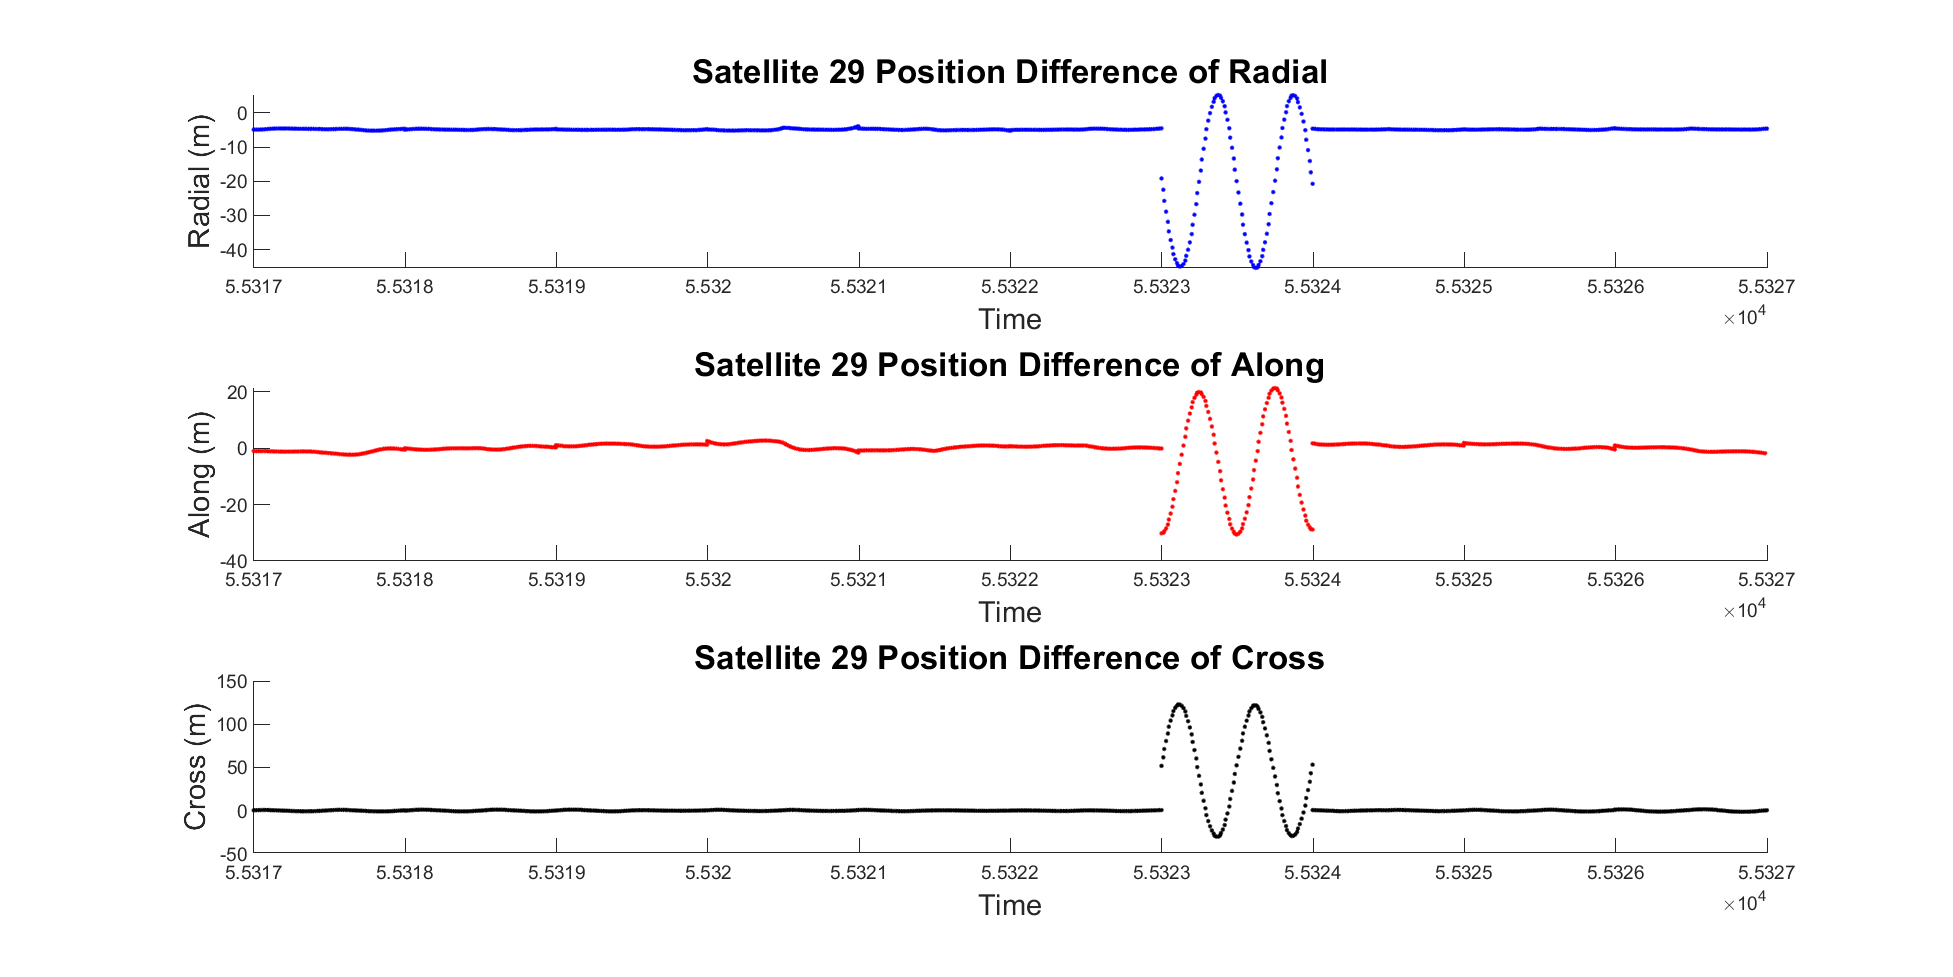 Satellite 29 Position Difference of Radial
Radial (m)
0
-10
-20
-30
-40
5.5317 5.5318 5.5319 5.532 5.5321 5.5322 5.5323 5.5324 5.5325 5.5326 5.5327
Time
×10^4
Satellite 29 Position Difference of Along
Along (m)
20
0
-20
-40
5.5317 5.5318 5.5319 5.532 5.5321 5.5322 5.5323 5.5324 5.5325 5.5326 5.5327
Time
×10^4
Satellite 29 Position Difference of Cross
Cross (m)
150
100
50
0
-50
5.5317 5.5318 5.5319 5.532 5.5321 5.5322 5.5323 5.5324 5.5325 5.5326 5.5327
Time
×10^4